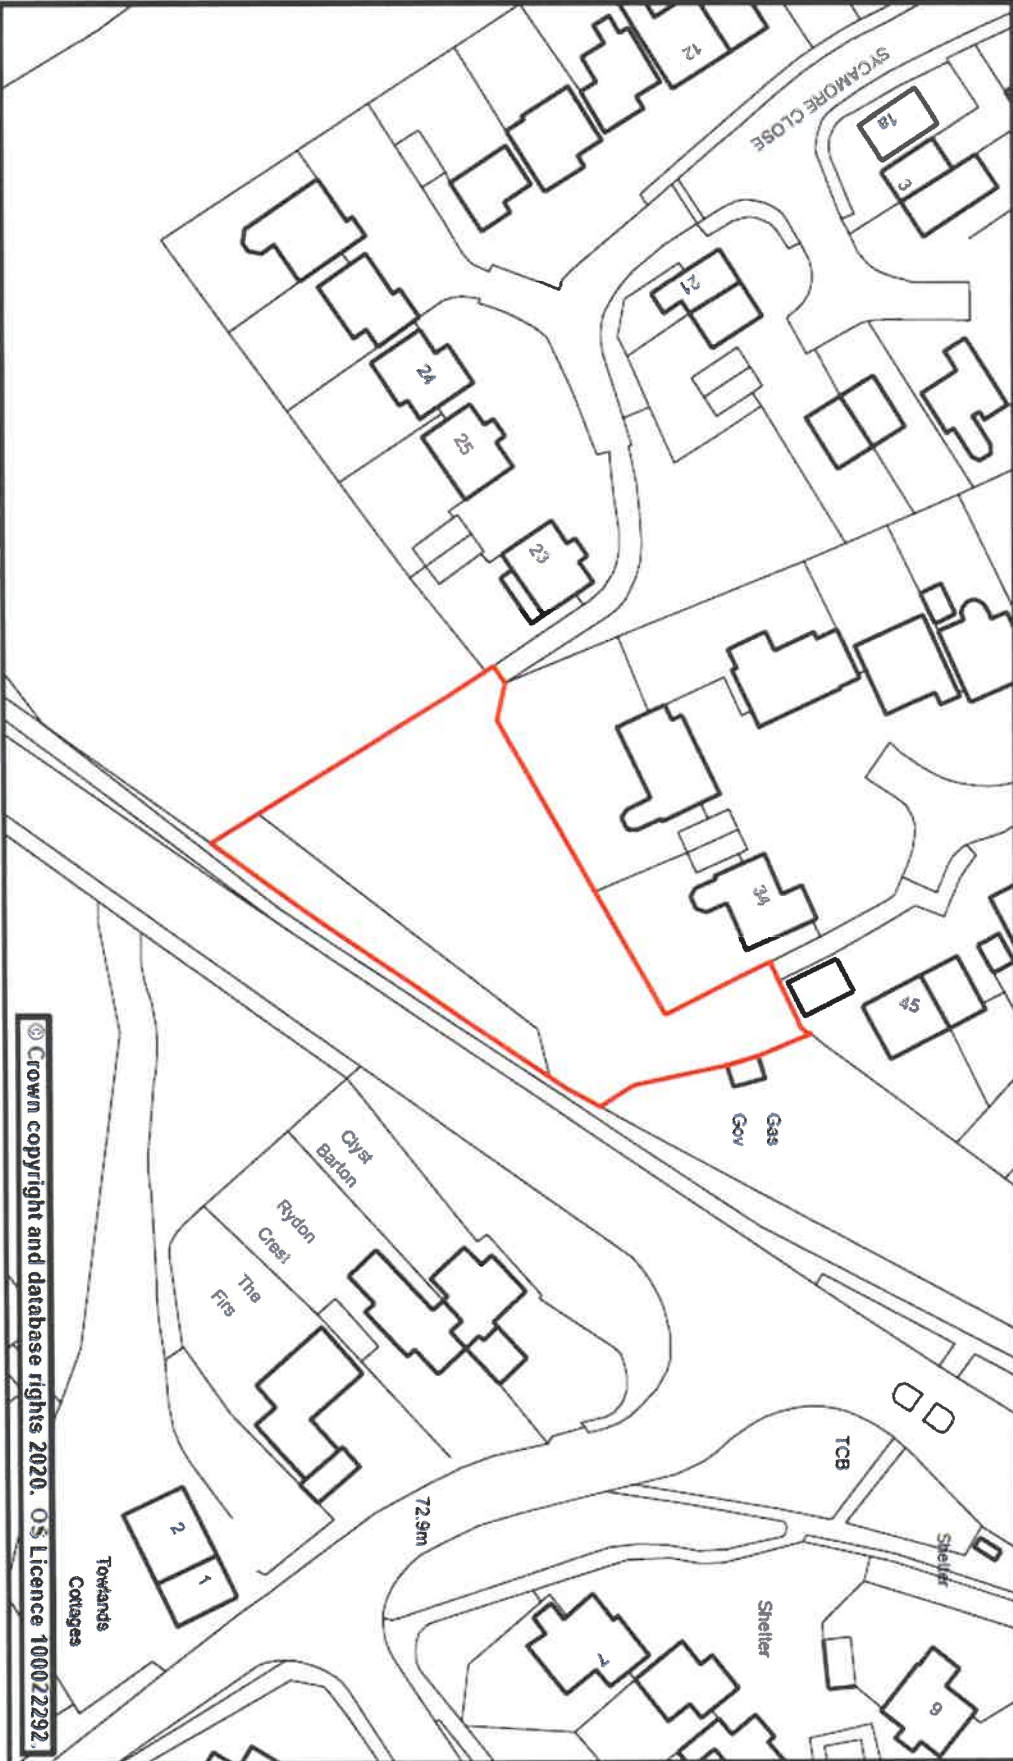 12
SYCAMORE CLOSE
1a
3
21
24
25
23
34
45
Gas
Gov
Clyst
Barton
Rydon
Crest
The
Firs
TCB
Shelter
72.9m
Shelter
2
1
Towlands
Cottages
7
9
© Crown copyright and database rights 2020. OS Licence 100022292.